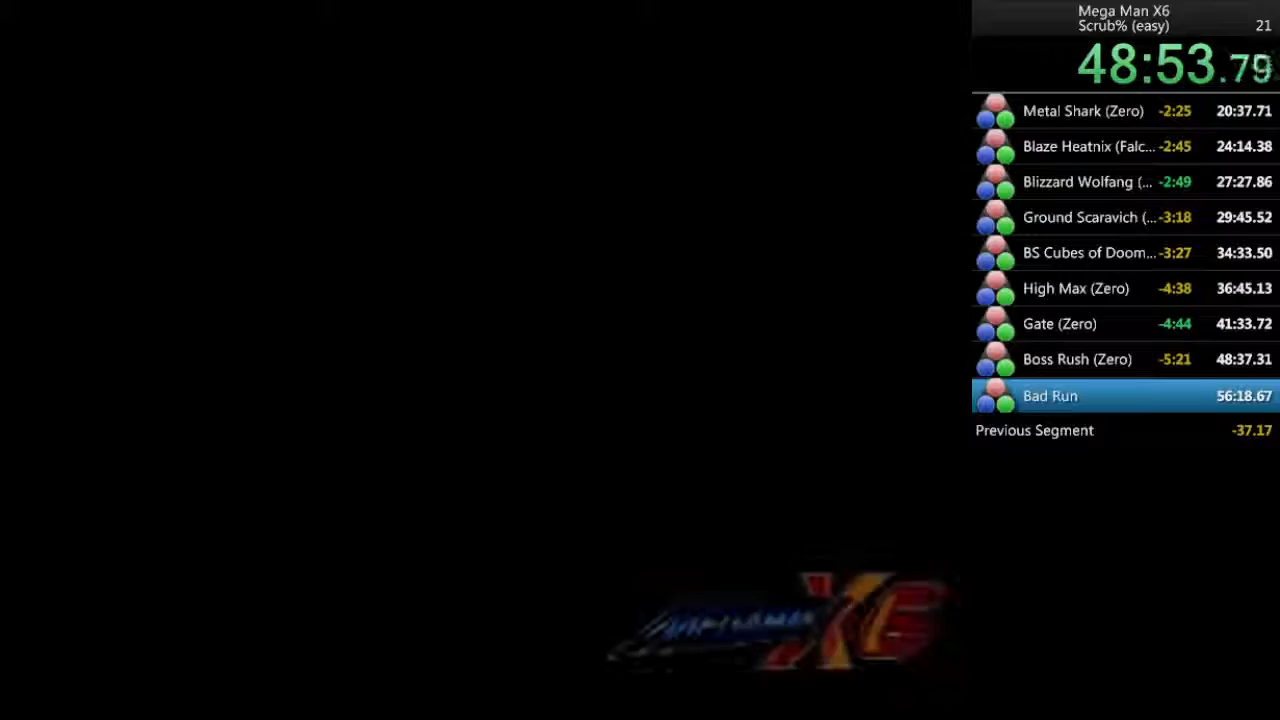 Mega Man X6
Scrub% (easy) 21
48:53.79
Metal Shark (Zero) -2:25 20:37.71
Blaze Heatnix (Falc... -2:45 24:14.38
Blizzard Wolfang (... -2:49 27:27.86
Ground Scaravich (... -3:18 29:45.52
BS Cubes of Doom... -3:27 34:33.50
High Max (Zero) -4:38 36:45.13
Gate (Zero) -4:44 41:33.72
Boss Rush (Zero) -5:21 48:37.31
Bad Run 56:18.67
Previous Segment -37.17
X6